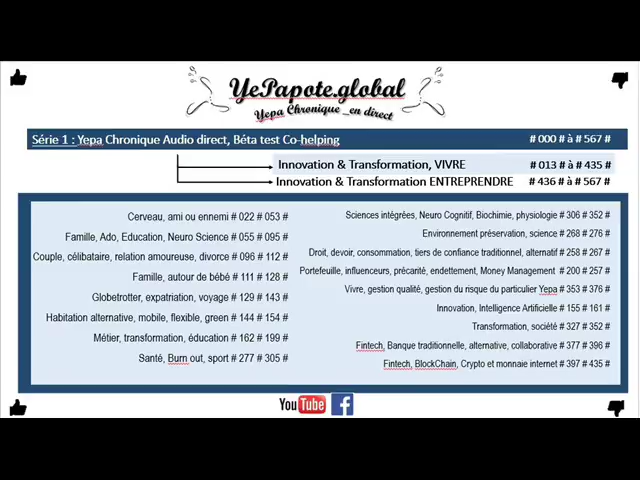 YePapote.global
Yepa Chronique _en direct
Série 1 : Yepa Chronique Audio direct, Béta test Co-helping # 000 # à # 567 #
Innovation & Transformation, VIVRE # 013 # à # 435 #
Innovation & Transformation ENTREPRENDRE # 436 # à # 567 #
Cerveau, ami ou ennemi # 022 # 053 #
Famille, Ado, Education, Neuro Science # 055 # 095 #
Couple, célibataire, relation amoureuse, divorce # 096 # 112 #
Famille, autour de bébé # 111 # 128 #
Globetrotter, expatriation, voyage # 129 # 143 #
Habitation alternative, mobile, flexible, green # 144 # 154 #
Métier, transformation, éducation # 162 # 199 #
Santé, Burn out, sport # 277 # 305 #
Sciences intégrées, Neuro Cognitif, Biochimie, physiologie # 306 # 352 #
Environnement préservation, science # 268 # 276 #
Droit, devoir, consommation, tiers de confiance traditionnel, alternatif # 258 # 267 #
Portefeuille, influenceurs, précarité, endettement, Money Management # 200 # 257 #
Vivre, gestion qualité, gestion du risque du particulier Yepa # 353 # 376 #
Innovation, Intelligence Artificielle # 155 # 161 #
Transformation, société # 327 # 352 #
Fintech, Banque traditionnelle, alternative, collaborative # 377 # 396 #
Fintech, BlockChain, Crypto et monnaie internet # 397 # 435 #
YouTube f